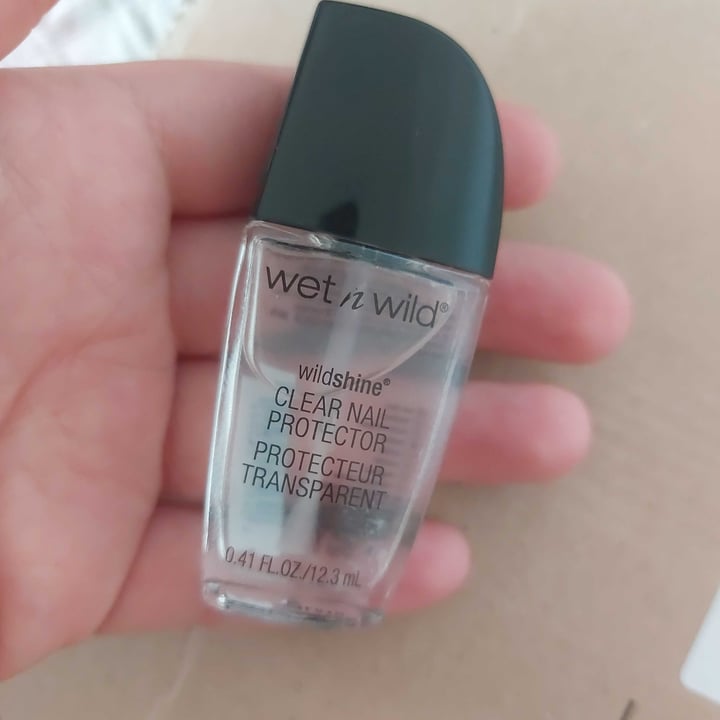 wet n wild®
wildshine®
CLEAR NAIL
PROTECTOR
PROTECTEUR
TRANSPARENT
0.41 FL.OZ./12.3 mL